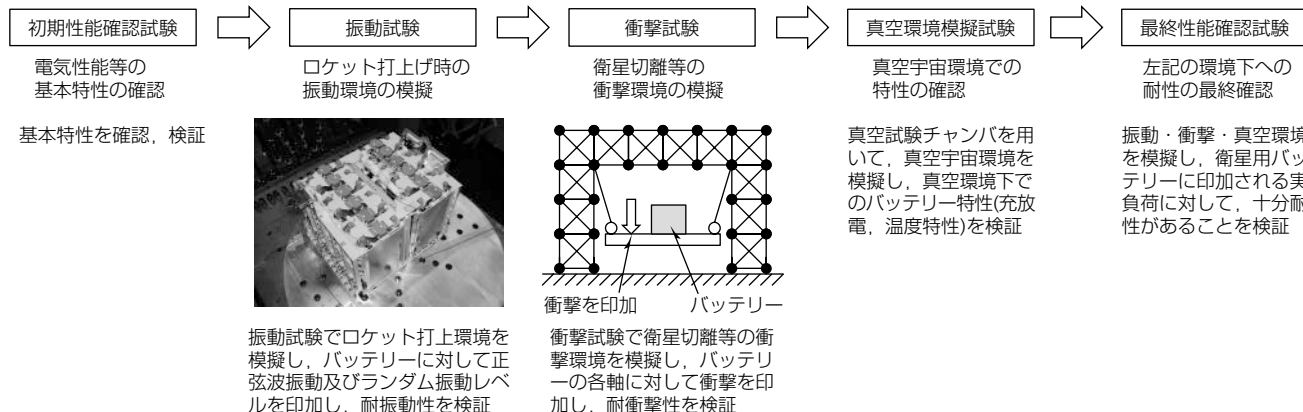 初期性能確認試験
電気性能等の
基本特性の確認
基本特性を確認，検証
振動試験
ロケット打上げ時の
振動環境の模擬
振動試験でロケット打上環境を
模擬し，バッテリーに対して正
弦波振動及びランダム振動レベ
ルを印加し，耐振動性を検証
衝撃試験
衛星切離等の
衝撃環境の模擬
衝撃を印加
バッテリー
衝撃試験で衛星切離等の衝
撃環境を模擬し，バッテリ
ーの各軸に対して衝撃を印
加し，耐衝撃性を検証
真空環境模擬試験
真空宇宙環境での
特性の確認
真空試験チャンバを用
いて，真空宇宙環境を
模擬し，真空環境下で
のバッテリー特性(充放
電，温度特性)を検証
最終性能確認試験
左記の環境下への
耐性の最終確認
振動・衝撃・真空環境
を模擬し，衛星用バッ
テリーに印加される実
負荷に対して，十分耐
性があることを検証